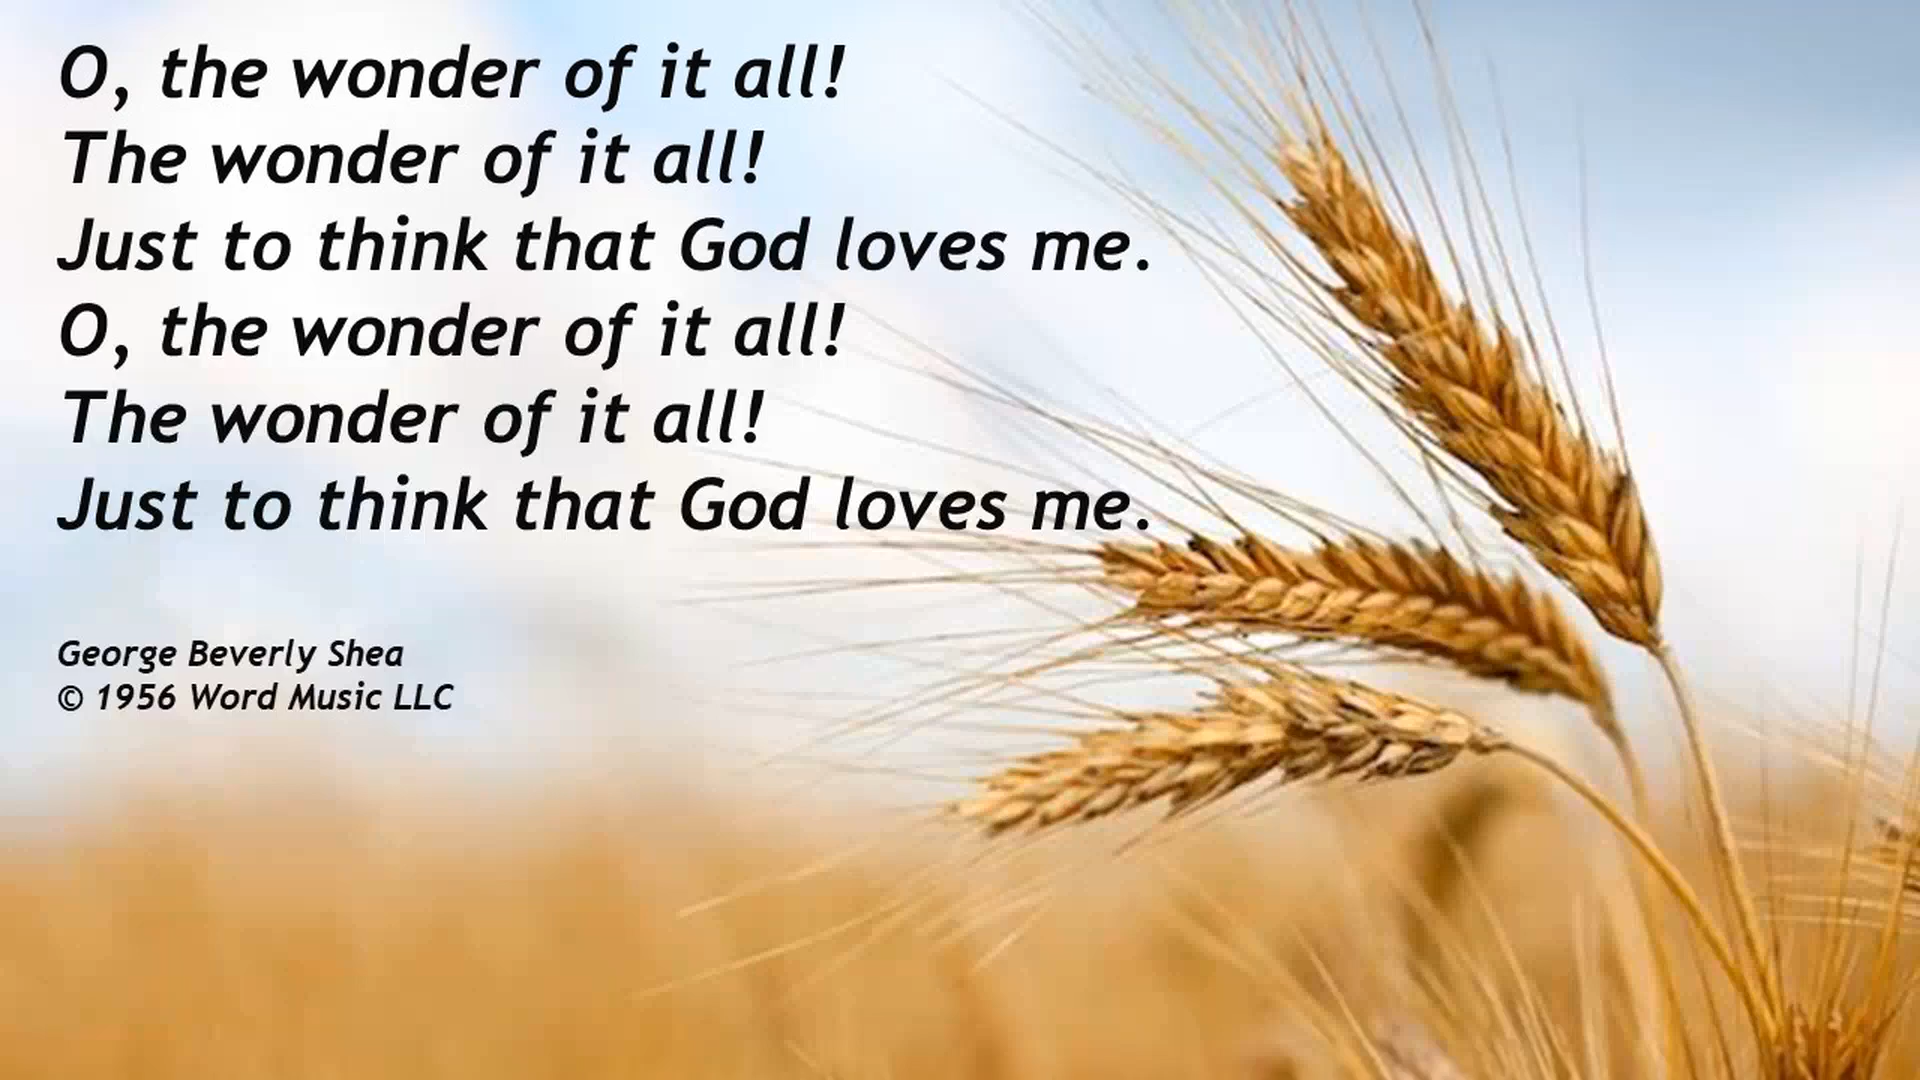 O, the wonder of it all!
The wonder of it all!
Just to think that God loves me.
O, the wonder of it all!
The wonder of it all!
Just to think that God loves me.
George Beverly Shea
© 1956 Word Music LLC